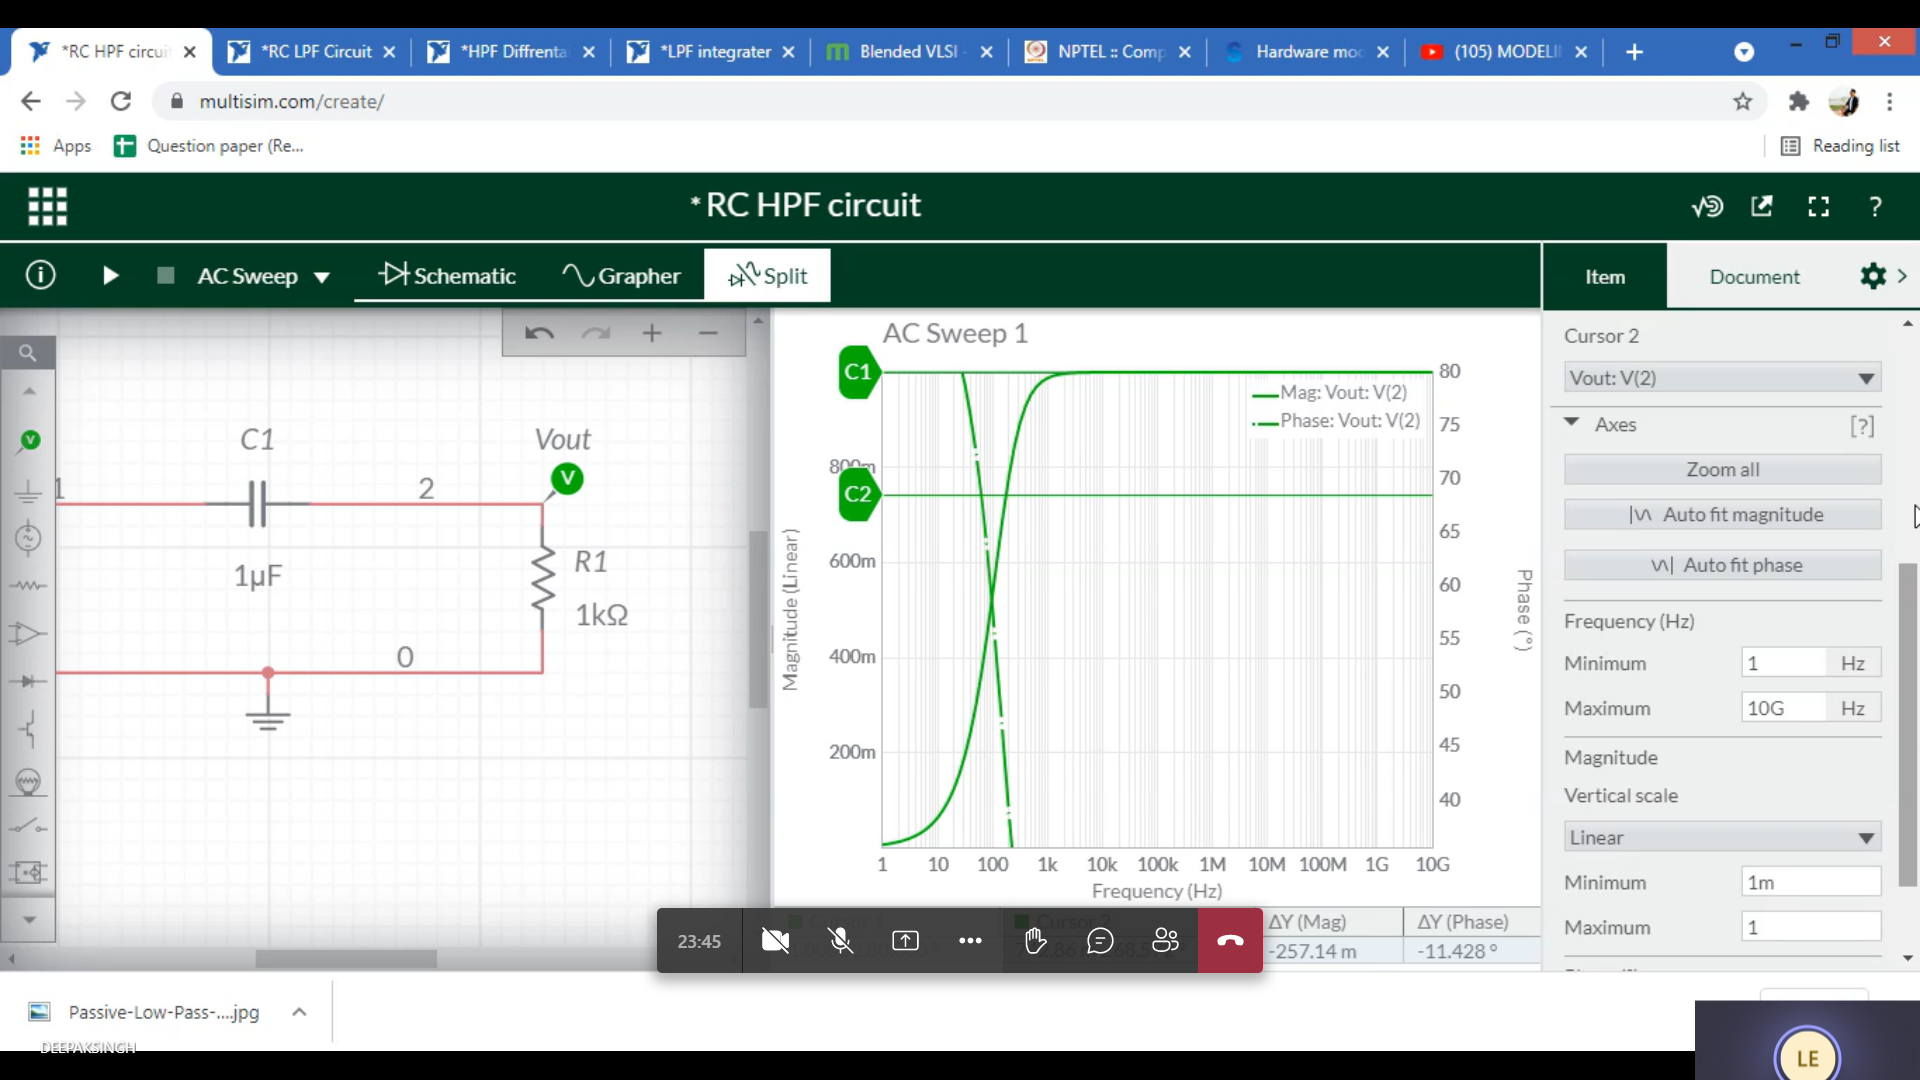 *RC HPF circuit
*RC LPF Circuit
*HPF Diffrenta
*LPF integrater
Blended VLSI -
NPTEL :: Comp
Hardware mod
(105) MODELI
multisim.com/create/
Apps
Question paper (Re...
Reading list
* RC HPF circuit
?
AC Sweep
Schematic
Grapher
Split
Item
Document
AC Sweep 1
C1
C2
800m
600m
400m
200m
Magnitude (Linear)
Mag: Vout: V(2)
Phase: Vout: V(2)
80
75
70
65
60
55
50
45
40
Phase (°)
1
10
100
1k
10k
100k
1M
10M
100M
1G
10G
Frequency (Hz)
C1
1µF
1
2
0
Vout
V
R1
1kΩ
V
Cursor 2
Vout: V(2)
Axes
[?]
Zoom all
Auto fit magnitude
Auto fit phase
Frequency (Hz)
Minimum
1
Hz
Maximum
10G
Hz
Magnitude
Vertical scale
Linear
Minimum
1m
Maximum
1
Cursor 1
Cursor 2
ΔY (Mag)
ΔY (Phase)
-257.14 m
-11.428 °
23:45
Passive-Low-Pass-....jpg
DEEPAKSINGH
LE